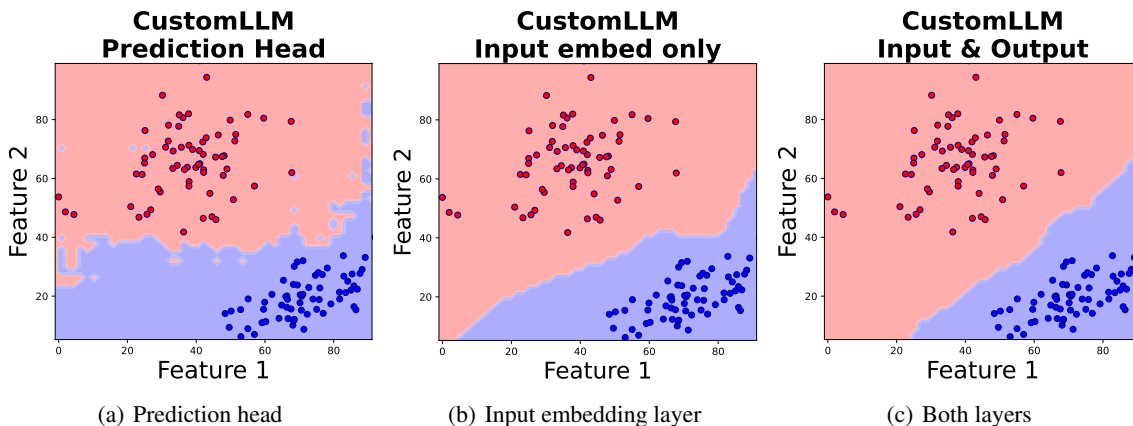 CustomLLM
Prediction Head
CustomLLM
Input embed only
CustomLLM
Input & Output
Feature 2
80
60
40
20
0
20
40
60
80
Feature 1
Feature 2
80
60
40
20
0
20
40
60
80
Feature 1
Feature 2
80
60
40
20
0
20
40
60
80
Feature 1
(a) Prediction head
(b) Input embedding layer
(c) Both layers